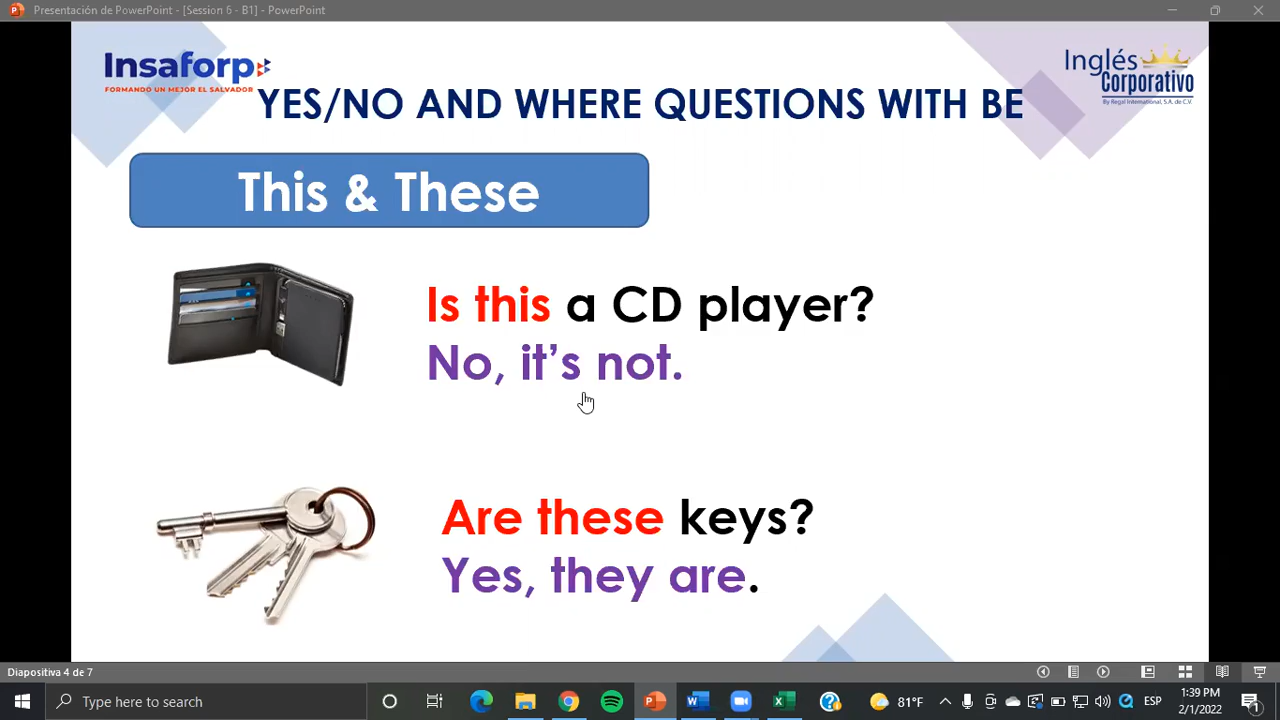 Presentación de PowerPoint - [Session 6 - B1] - PowerPoint
Insaforp
FORMANDO UN MEJOR EL SALVADOR
Inglés
Corporativo
By Regal International, S.A. de C.V.
YES/NO AND WHERE QUESTIONS WITH BE
This & These
Is this a CD player?
No, it’s not.
Are these keys?
Yes, they are.
Diapositiva 4 de 7
Type here to search
81°F
ESP
1:39 PM
2/1/2022